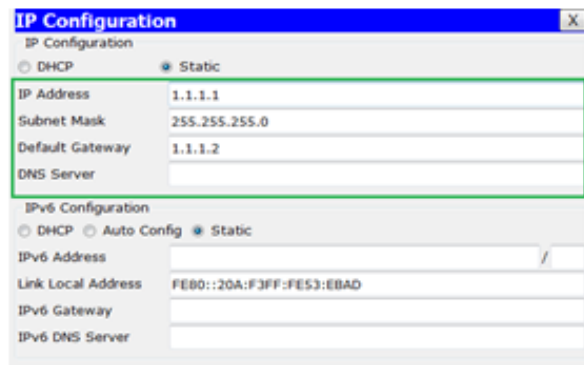 IP Configuration X
IP Configuration
DHCP Static
IP Address 1.1.1.1
Subnet Mask 255.255.255.0
Default Gateway 1.1.1.2
DNS Server
IPv6 Configuration
DHCP Auto Config Static
IPv6 Address /
Link Local Address FE80::20A:F3FF:FE53:EBAD
IPv6 Gateway
IPv6 DNS Server